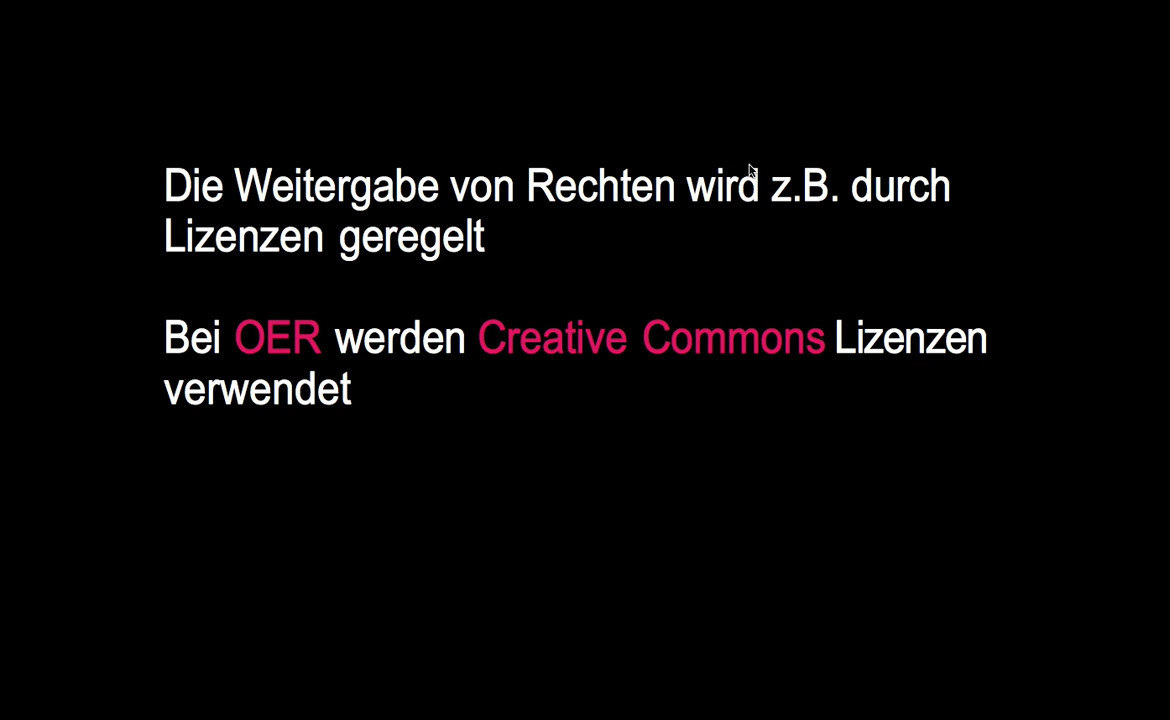 Die Weitergabe von Rechten wird z.B. durch
Lizenzen geregelt
Bei OER werden Creative Commons Lizenzen
verwendet